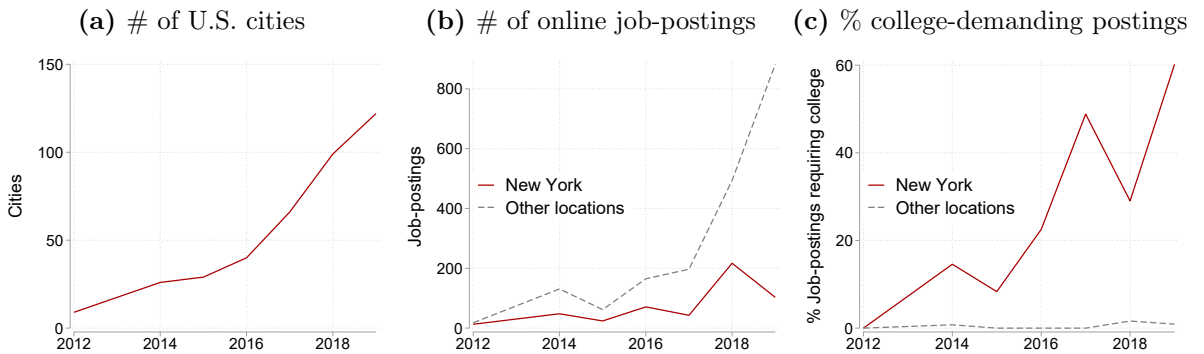 (a) # of U.S. cities
150
100
50
0
Cities
2012 2014 2016 2018
(b) # of online job-postings
800
600
400
200
0
Job-postings
New York
Other locations
2012 2014 2016 2018
(c) % college-demanding postings
60
40
20
0
% Job-postings requiring college
New York
Other locations
2012 2014 2016 2018